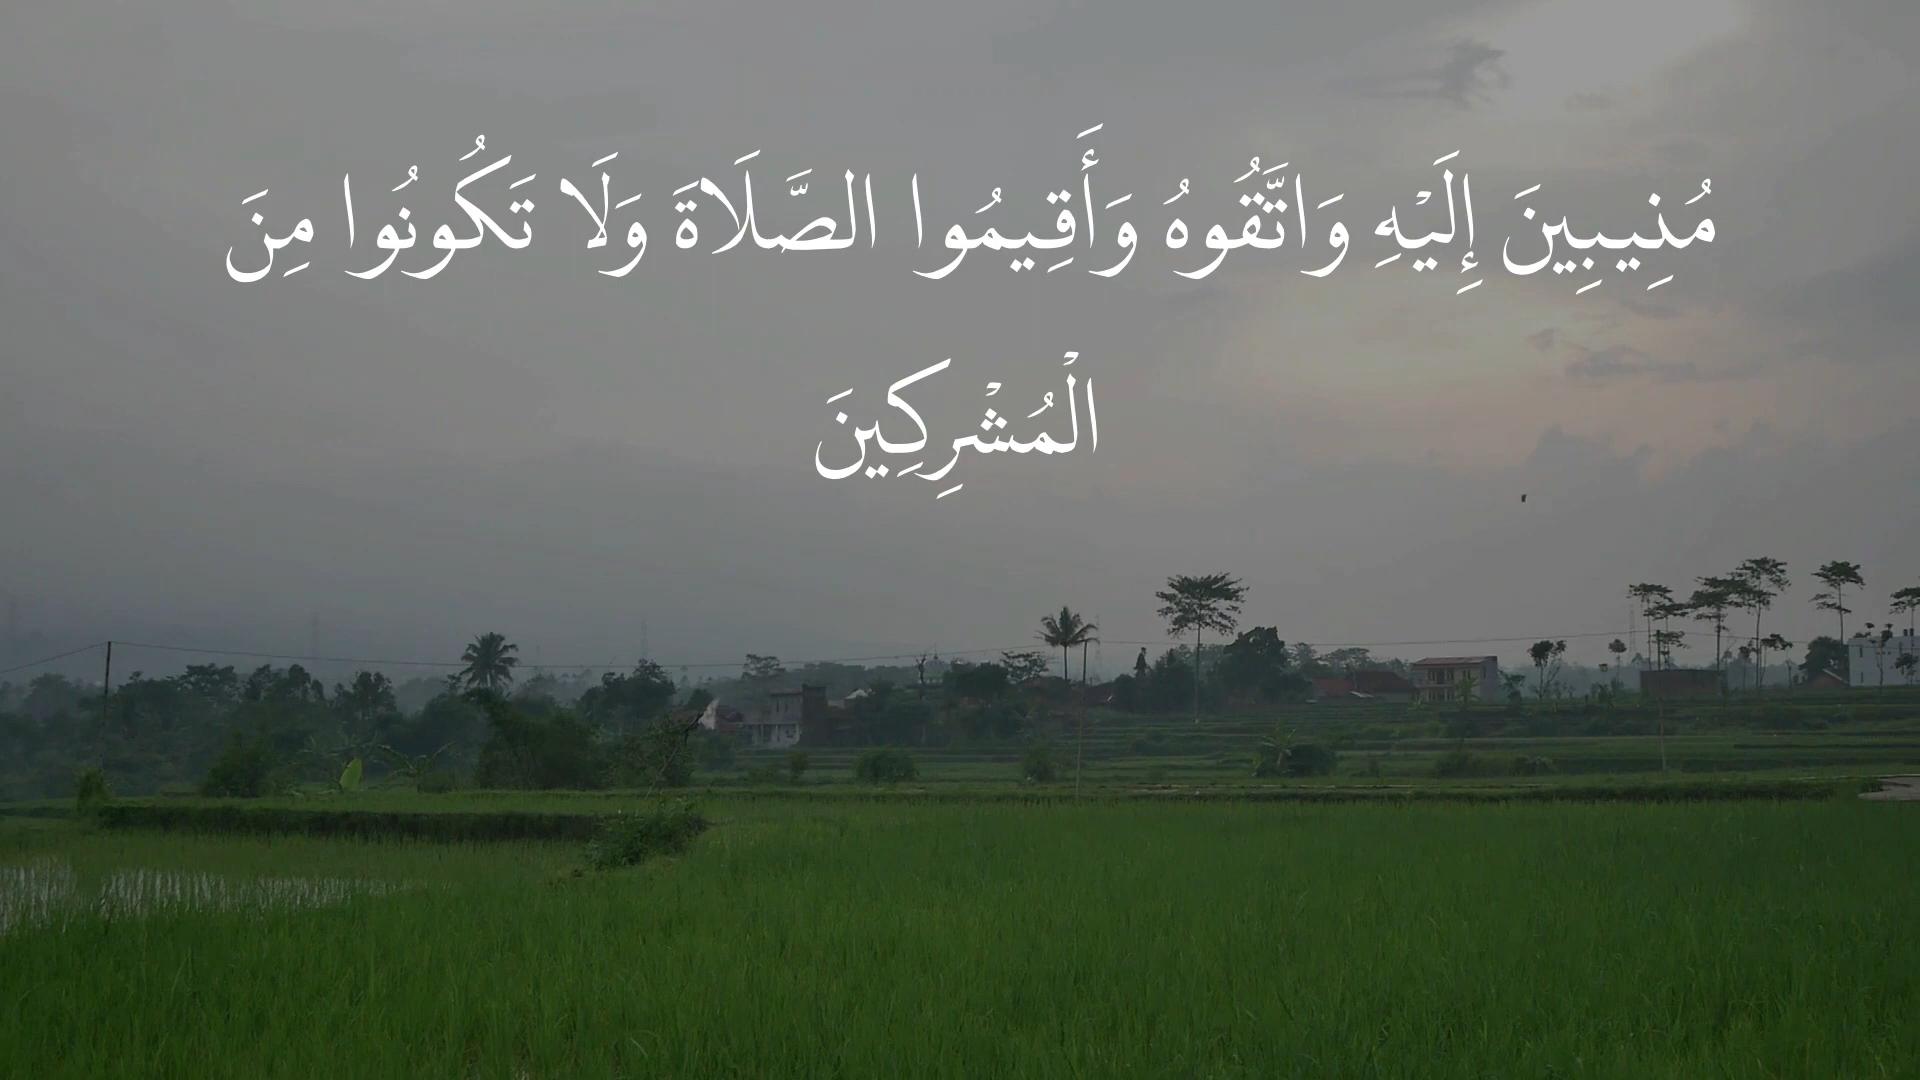 مُنِيبِينَ إِلَيْهِ وَاتَّقُوهُ وَأَقِيمُوا الصَّلَاةَ وَلَا تَكُونُوا مِنَ
الْمُشْرِكِينَ